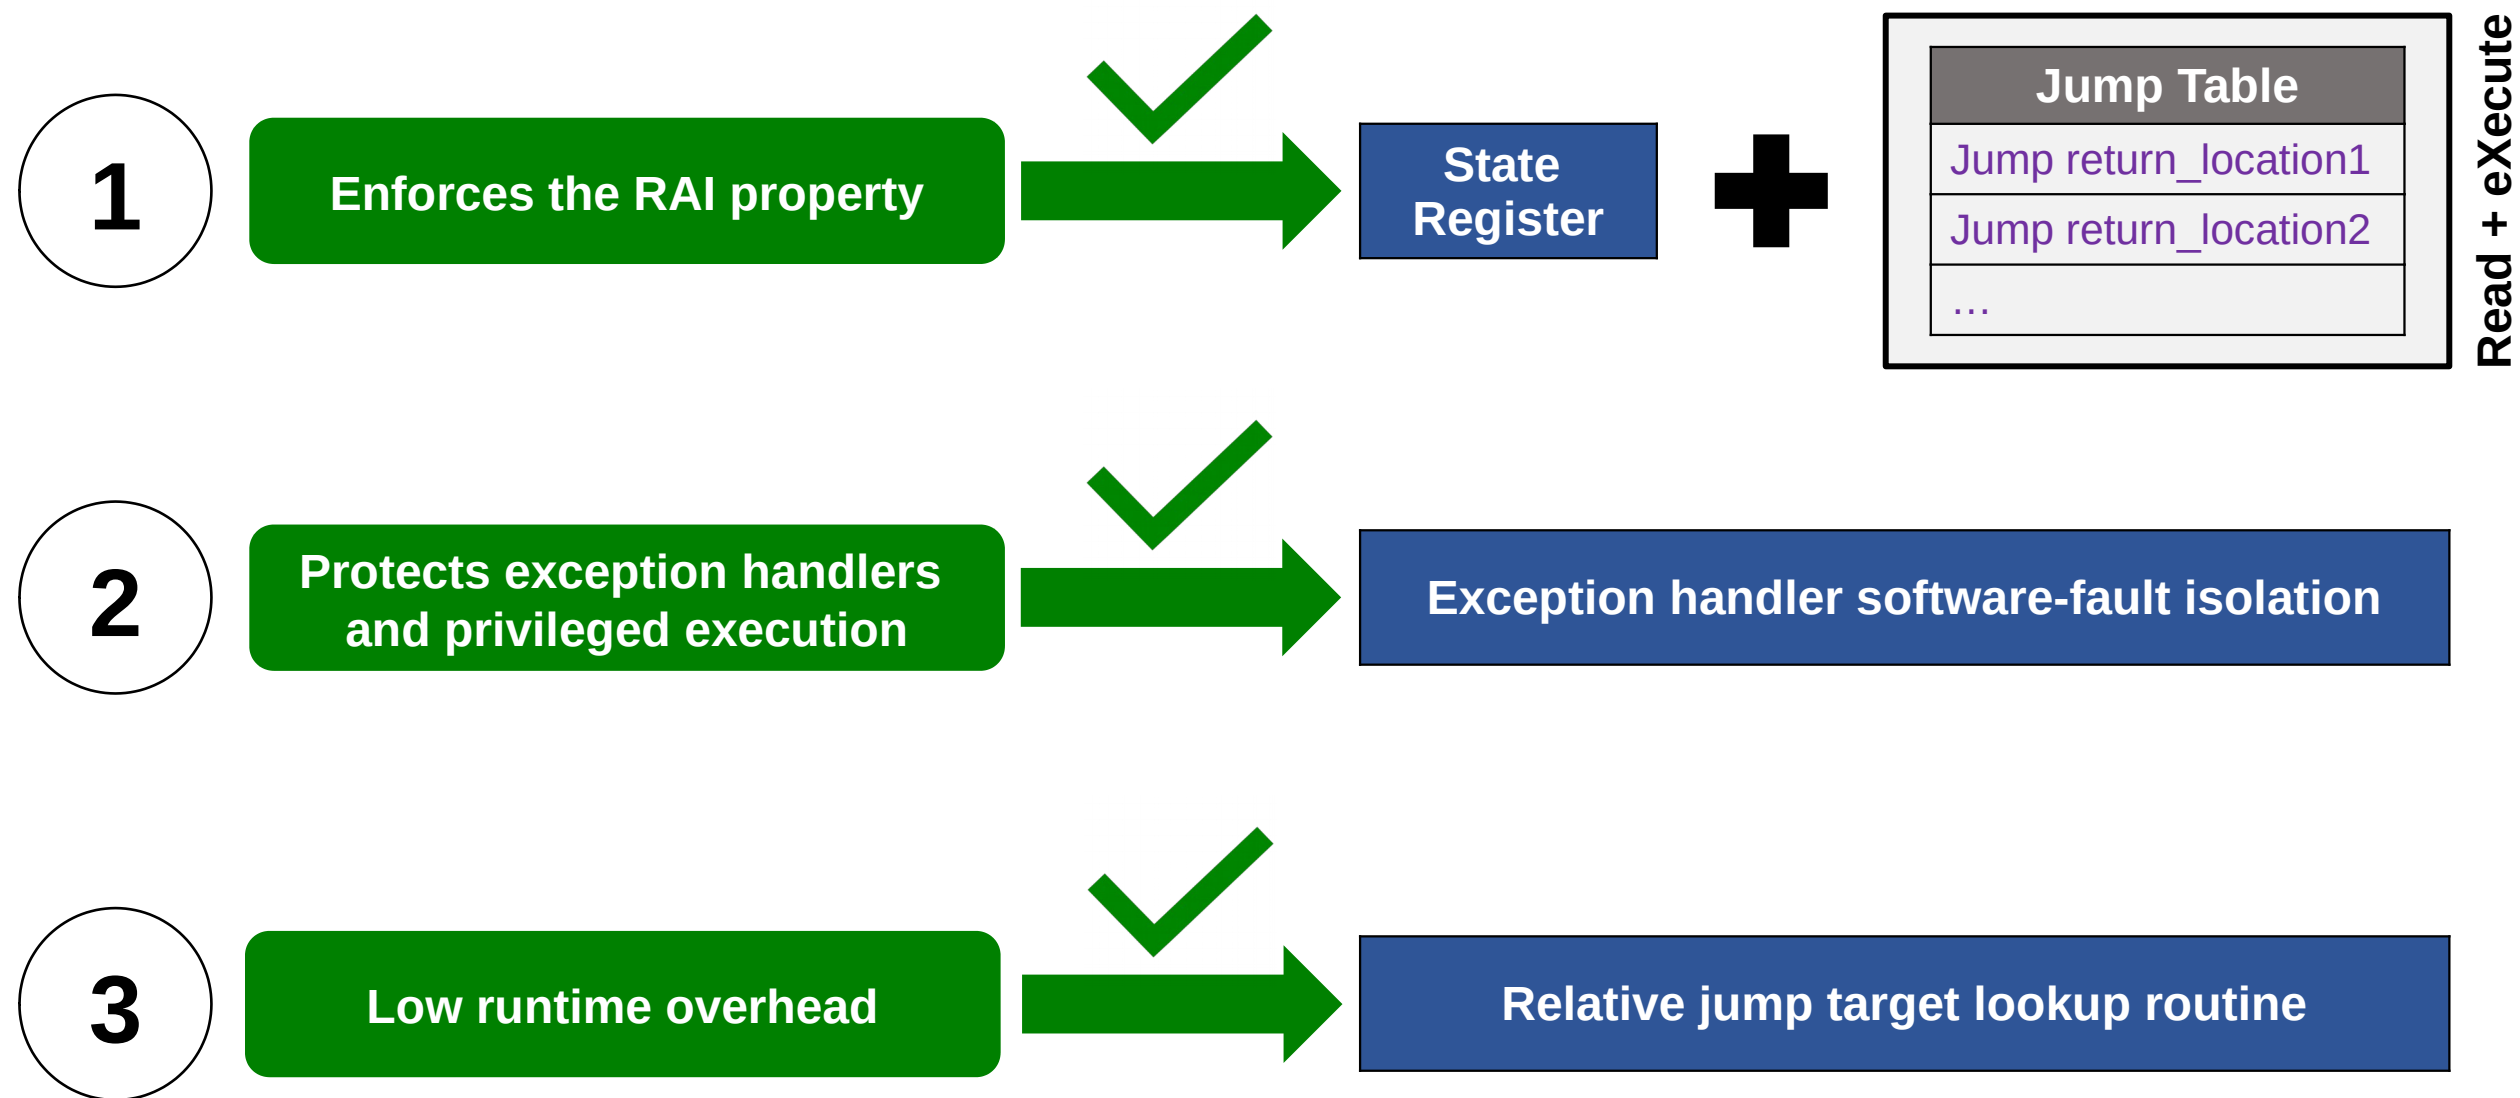 1
Enforces the RAI property
State
Register
Jump Table
Jump return_location1
Jump return_location2
...
Read + eXecute
2
Protects exception handlers
and privileged execution
Exception handler software-fault isolation
3
Low runtime overhead
Relative jump target lookup routine